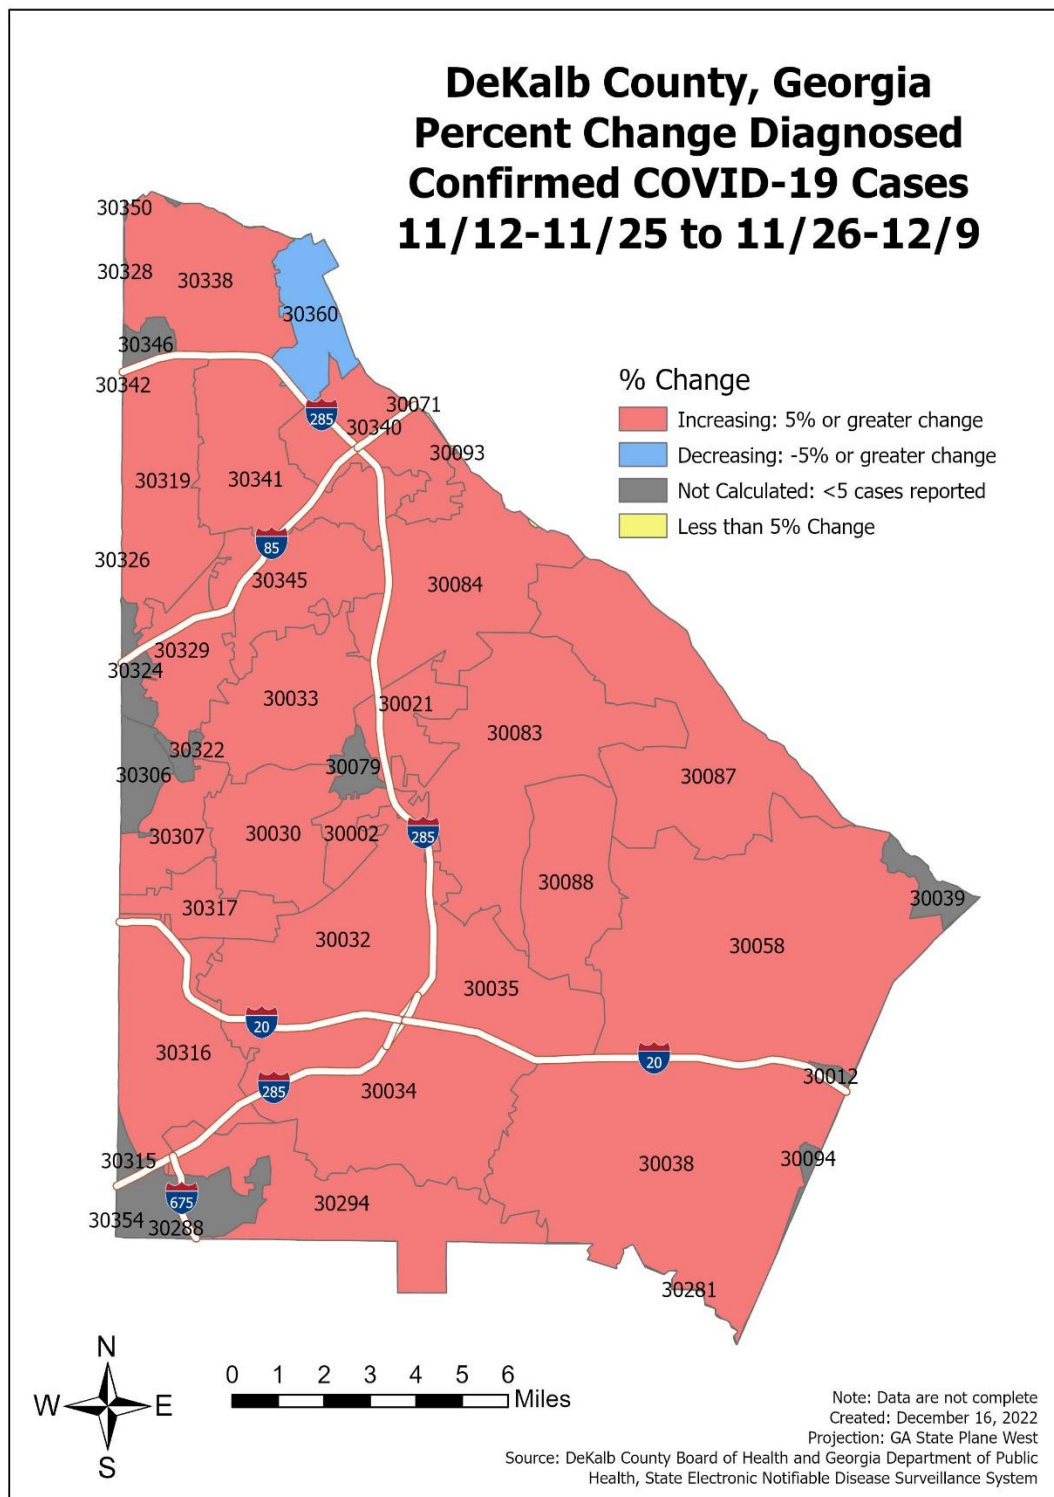 DeKalb County, Georgia
Percent Change Diagnosed
Confirmed COVID-19 Cases
11/12-11/25 to 11/26-12/9
30350
30328
30338
30360
30346
30342
% Change
Increasing: 5% or greater change
Decreasing: -5% or greater change
Not Calculated: <5 cases reported
Less than 5% Change
30071
285
30340
30093
30319
30341
85
30326
30345
30084
30329
30324
30033
30021
30322
30083
30306
30079
30087
30307
30030
30002
285
30088
30039
30317
30032
30058
30035
20
30316
20
30012
285
30034
30315
30038
30094
675
30294
30354
30288
30281
N
W
E
S
0 1 2 3 4 5 6
Miles
Note: Data are not complete
Created: December 16, 2022
Projection: GA State Plane West
Source: DeKalb County Board of Health and Georgia Department of Public
Health, State Electronic Notifiable Disease Surveillance System